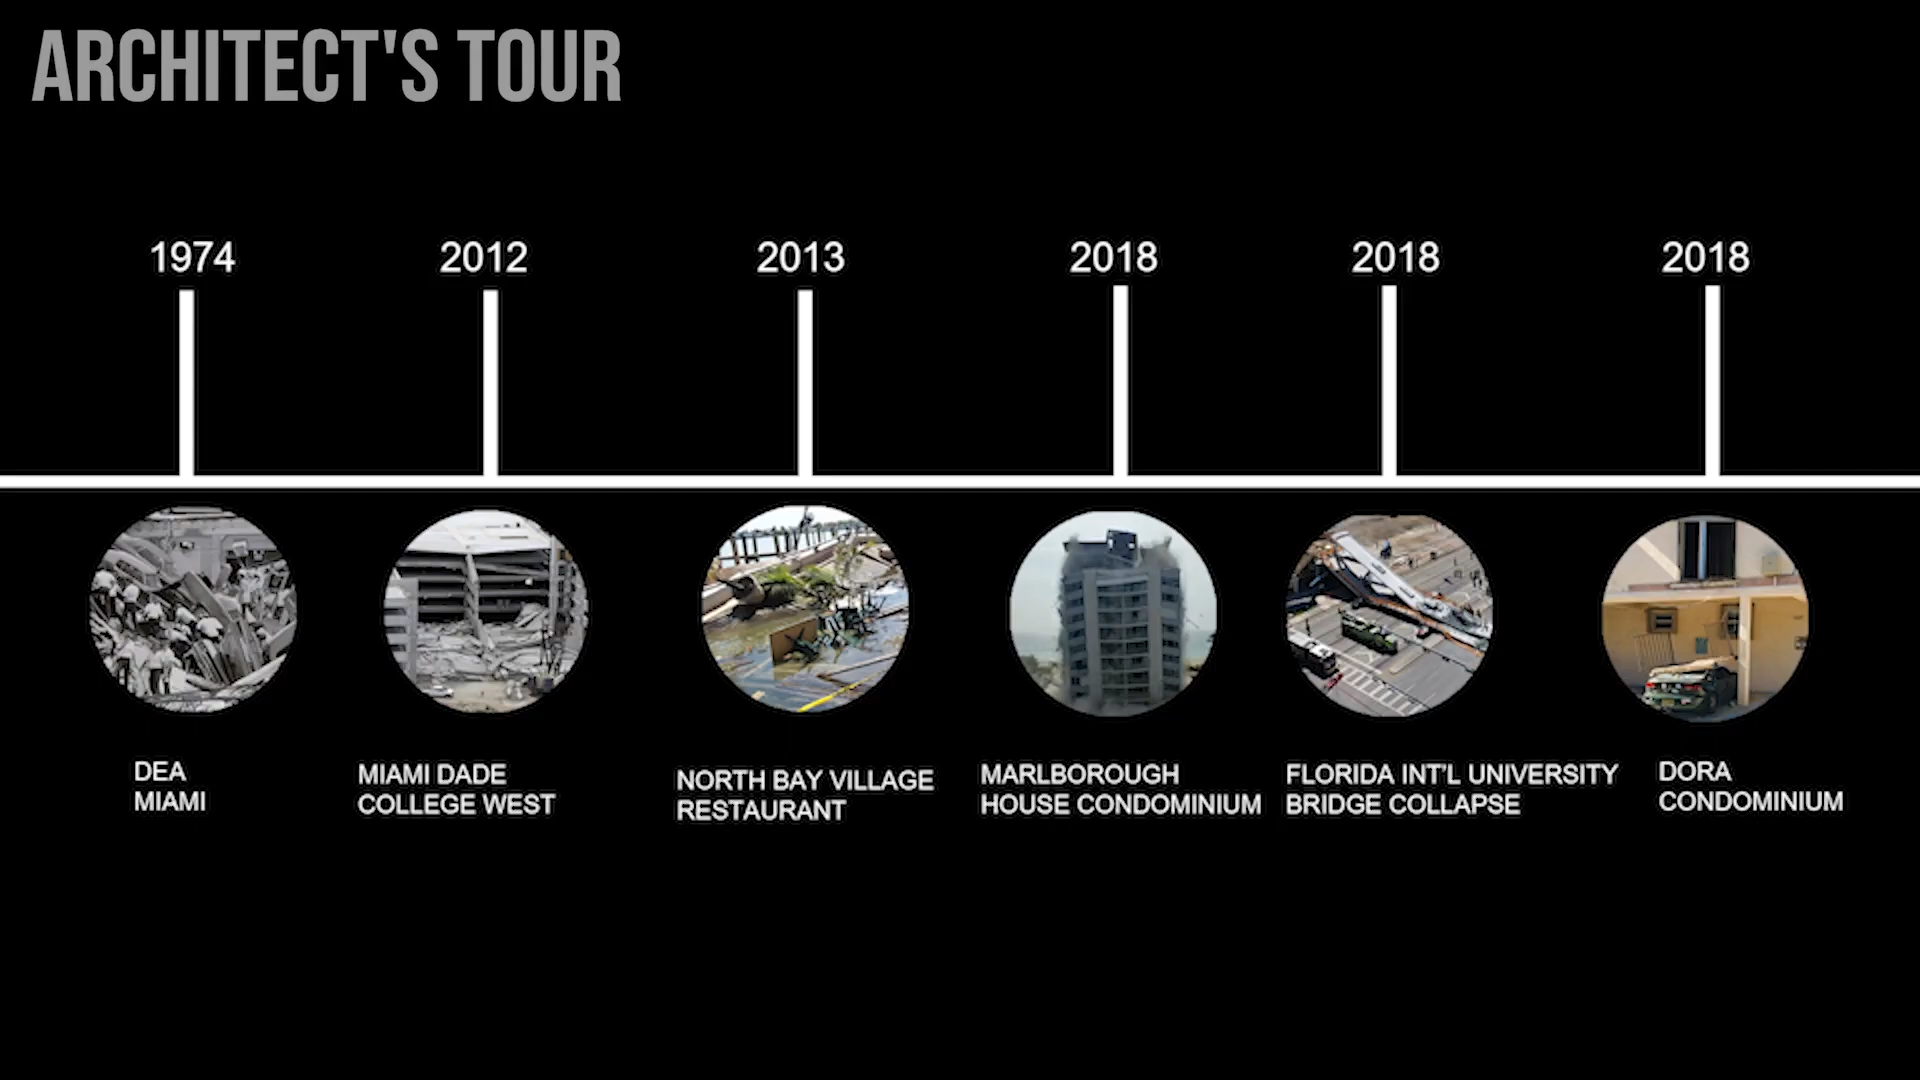 ARCHITECT'S TOUR
1974
2012
2013
2018
2018
2018
DEA
MIAMI
MIAMI DADE
COLLEGE WEST
NORTH BAY VILLAGE
RESTAURANT
MARLBOROUGH
HOUSE CONDOMINIUM
FLORIDA INT'L UNIVERSITY
BRIDGE COLLAPSE
DORA
CONDOMINIUM